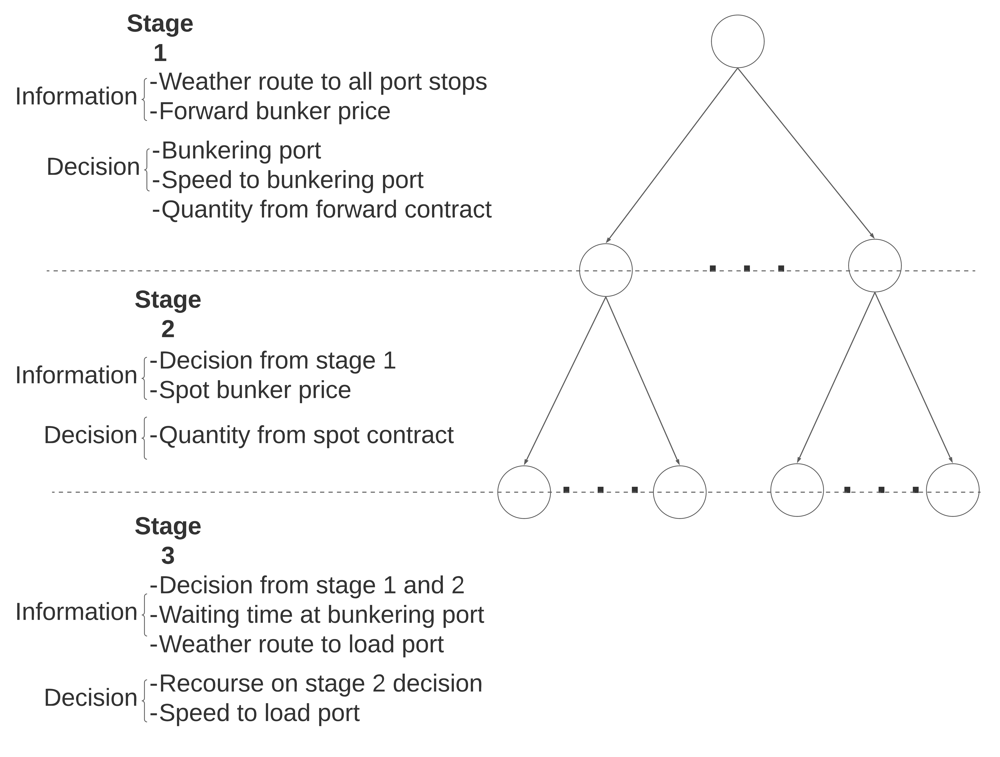 Stage
1
Information
-Weather route to all port stops
-Forward bunker price
Decision
-Bunkering port
-Speed to bunkering port
-Quantity from forward contract
Stage
2
Information
-Decision from stage 1
-Spot bunker price
Decision
-Quantity from spot contract
Stage
3
Information
-Decision from stage 1 and 2
-Waiting time at bunkering port
-Weather route to load port
Decision
-Recourse on stage 2 decision
-Speed to load port